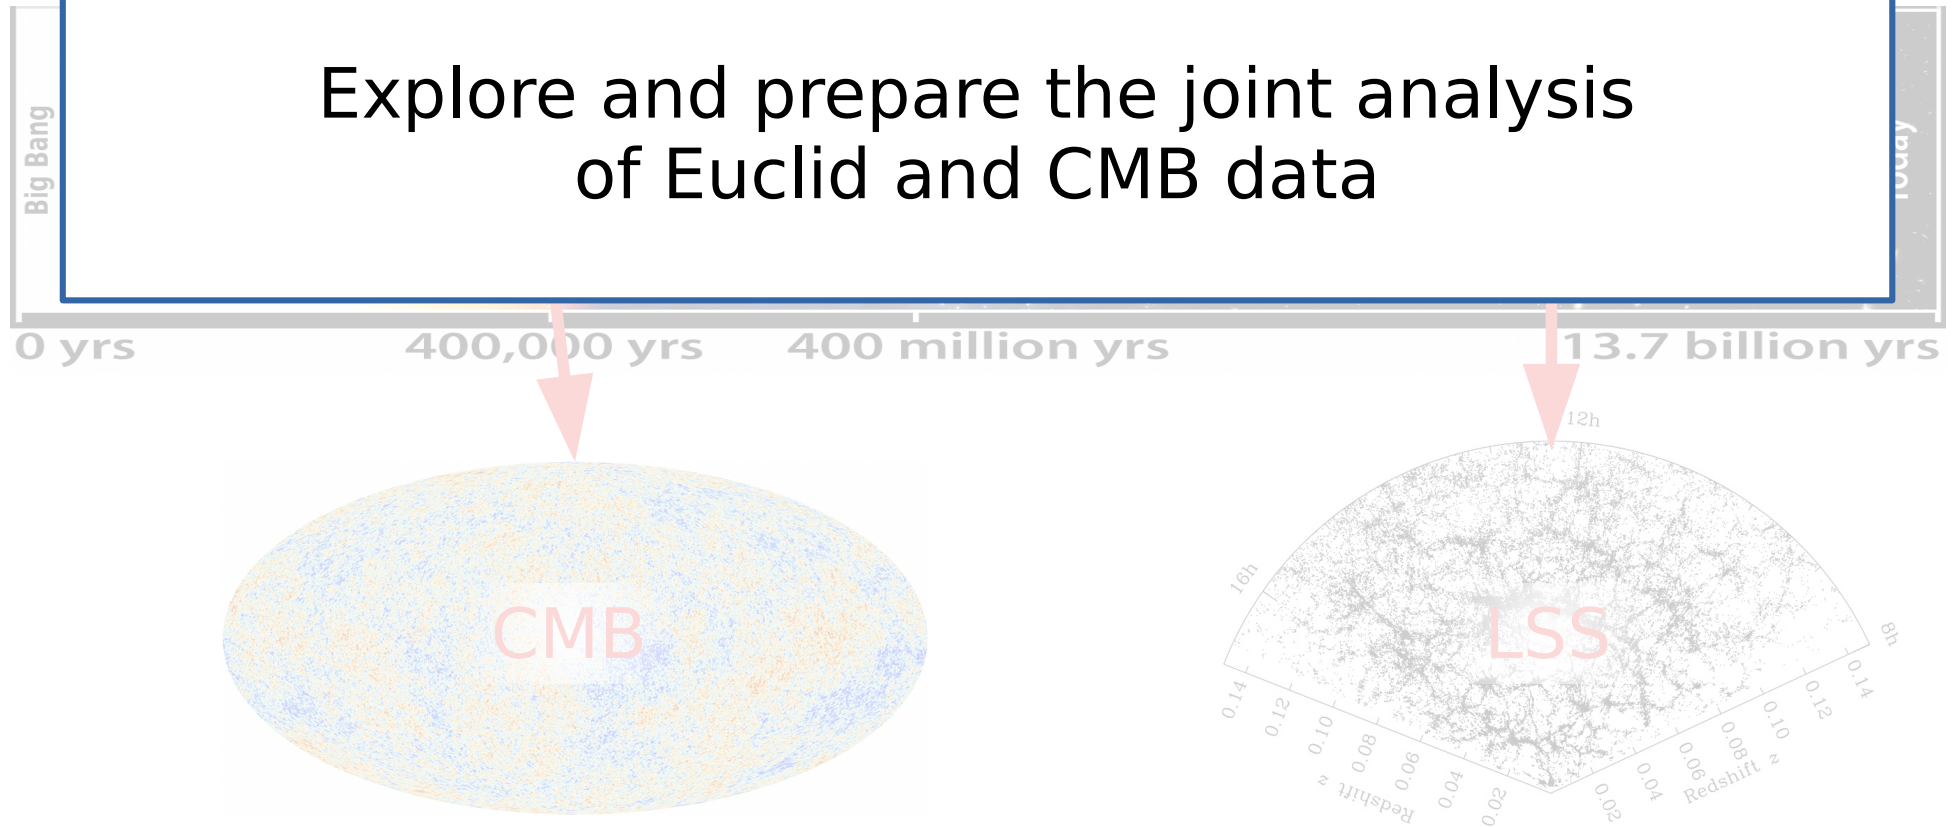 Explore and prepare the joint analysis
of Euclid and CMB data
Big Bang
Today
0 yrs
400,000 yrs
400 million yrs
13.7 billion yrs
12h
16h
8h
CMB
LSS
0.14
0.12
0.10
0.08
0.06
0.04
0.02
Redshift z
0.02
0.04
0.06
0.08
0.10
0.12
0.14
Redshift z